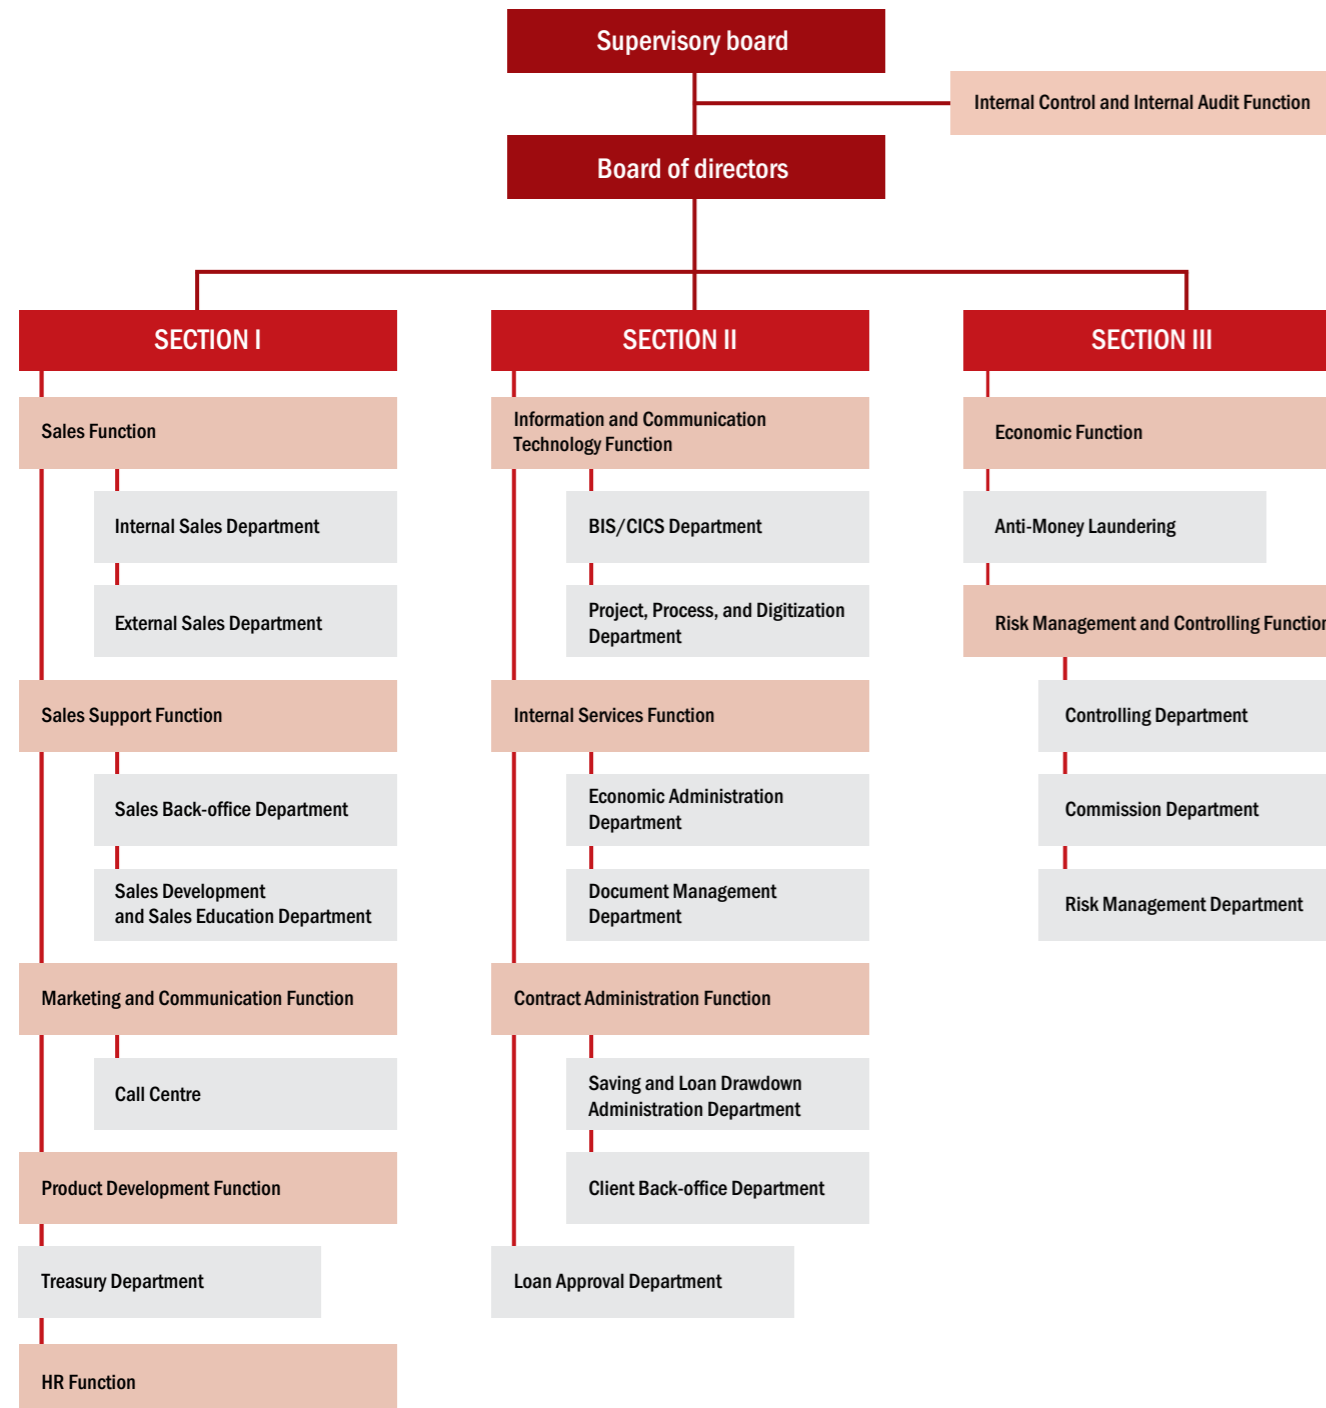 Supervisory board
Internal Control and Internal Audit Function
Board of directors
SECTION I
Sales Function
Internal Sales Department
External Sales Department
Sales Support Function
Sales Back-office Department
Sales Development
and Sales Education Department
Marketing and Communication Function
Call Centre
Product Development Function
Treasury Department
HR Function
SECTION II
Information and Communication
Technology Function
BIS/CICS Department
Project, Process, and Digitization
Department
Internal Services Function
Economic Administration
Department
Document Management
Department
Contract Administration Function
Saving and Loan Drawdown
Administration Department
Client Back-office Department
Loan Approval Department
SECTION III
Economic Function
Anti-Money Laundering
Risk Management and Controlling Function
Controlling Department
Commission Department
Risk Management Department